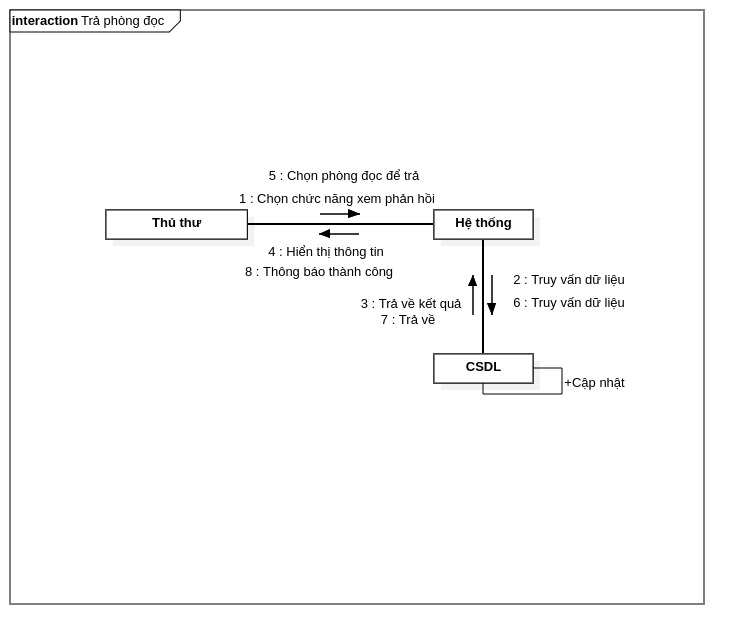 interaction Trả phòng đọc
5 : Chọn phòng đọc để trả
1 : Chọn chức năng xem phản hồi
Thủ thư
Hệ thống
4 : Hiển thị thông tin
8 : Thông báo thành công
2 : Truy vấn dữ liệu
3 : Trả về kết quả
6 : Truy vấn dữ liệu
7 : Trả về
CSDL
+Cập nhật